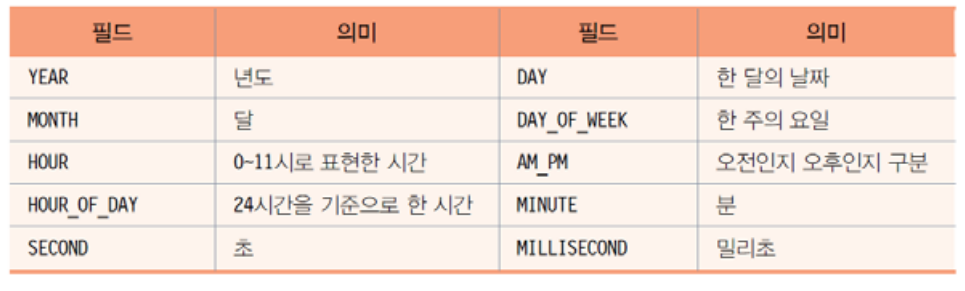 필드 의미 필드 의미
YEAR 년도 DAY 한 달의 날짜
MONTH 달 DAY_OF_WEEK 한 주의 요일
HOUR 0~11시로 표현한 시간 AM_PM 오전인지 오후인지 구분
HOUR_OF_DAY 24시간을 기준으로 한 시간 MINUTE 분
SECOND 초 MILLISECOND 밀리초